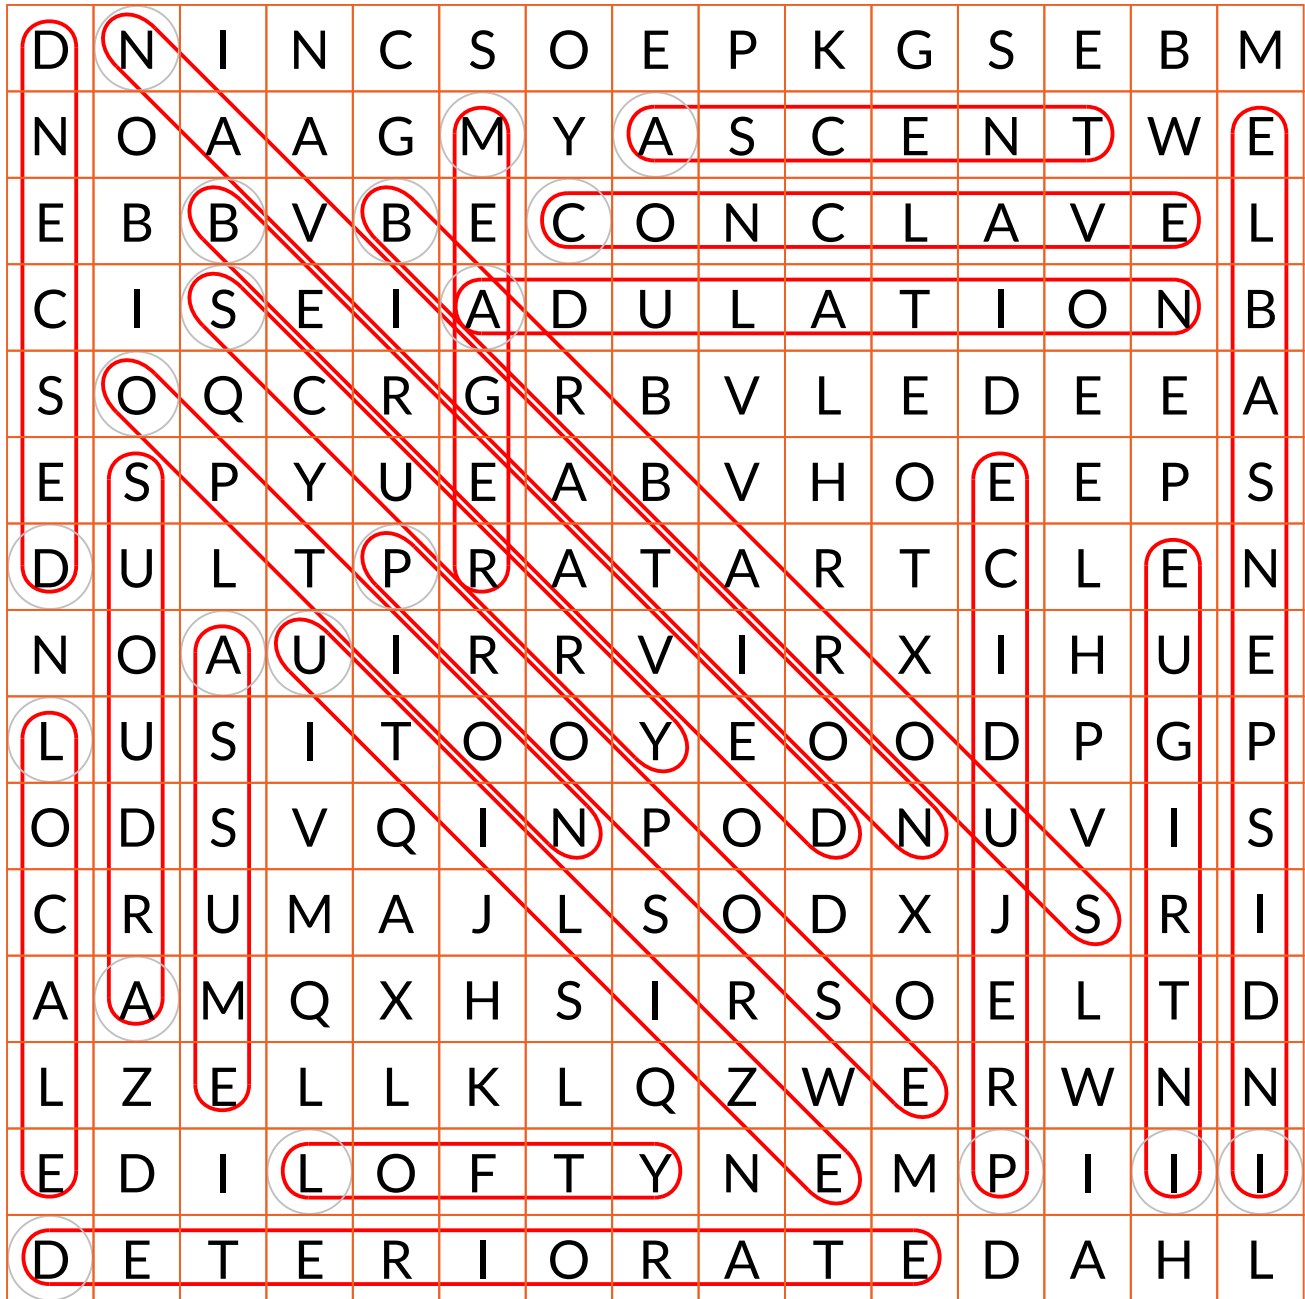 D N I N C S O E P K G S E B M
N O A A G M Y A S C E N T W E
E B B V B E C O N C L A V E L
C I S E I A D U L A T I O N B
S O Q C R G R B V L E D E E A
E S P Y U E A B V H O E E P S
D U L T P R A T A R T C L E N
N O A U I R R V I R X I H U E
L U S I T O O Y E O O D P G P
O D S V Q I N P O D N U V I S
C R U M A J L S O D X J S R I
A A M Q X H S I R S O E L T D
L Z E L L K L Q Z W E R W N N
E D I L O F T Y N E M P I I I
D E T E R I O R A T E D A H L